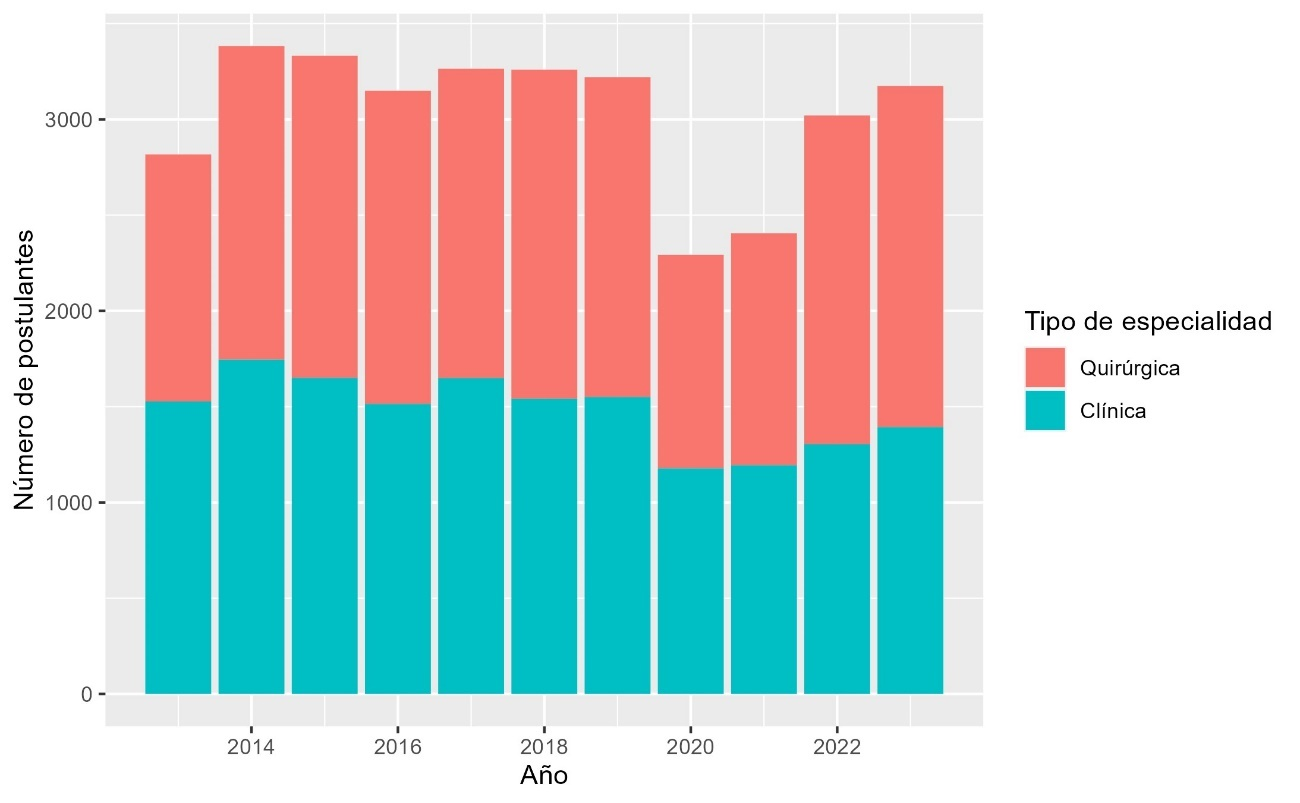 Número de postulantes
3000
2000
1000
0
2014
2016
2018
2020
2022
Año
Tipo de especialidad
Quirúrgica
Clínica